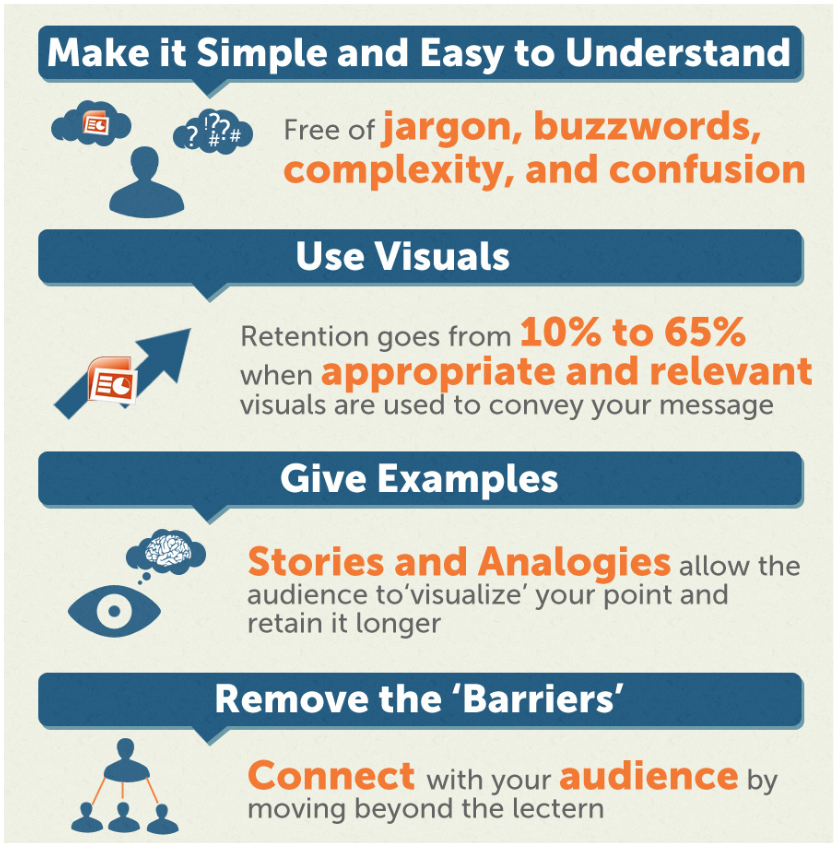 Make it Simple and Easy to Understand
? !?
#?#
Free of jargon, buzzwords,
complexity, and confusion
Use Visuals
Retention goes from 10% to 65%
when appropriate and relevant
visuals are used to convey your message
Give Examples
Stories and Analogies allow the
audience to‘visualize’ your point and
retain it longer
Remove the ‘Barriers’
Connect with your audience by
moving beyond the lectern